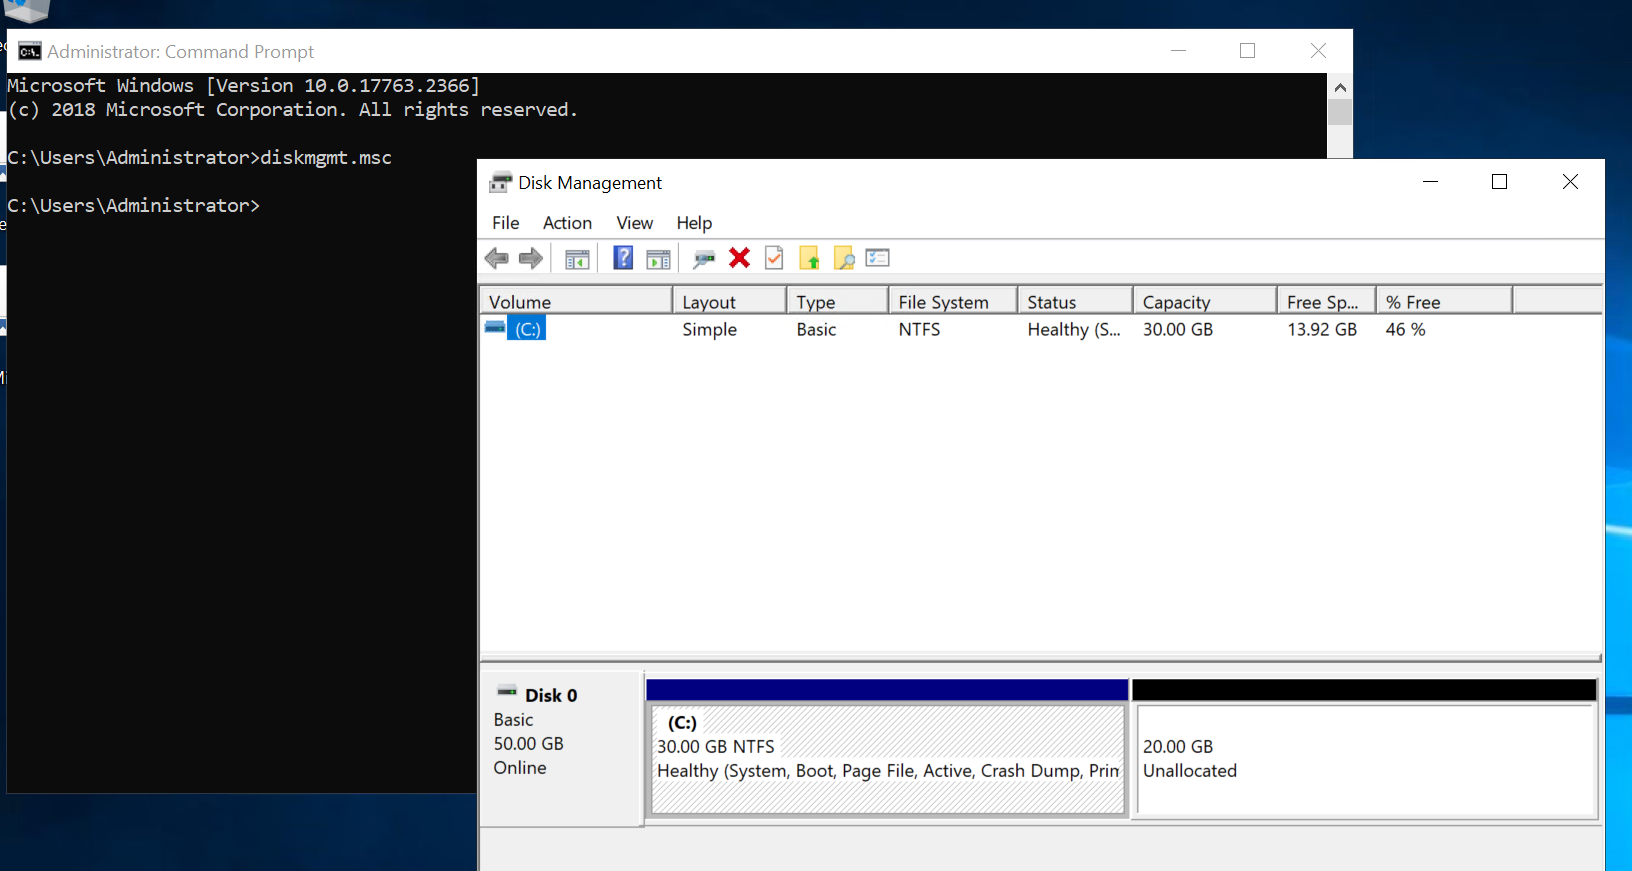 Administrator: Command Prompt
Microsoft Windows [Version 10.0.17763.2366]
(c) 2018 Microsoft Corporation. All rights reserved.
C:\Users\Administrator>diskmgmt.msc
C:\Users\Administrator>
Disk Management
File Action View Help
Volume Layout Type File System Status Capacity Free Sp... % Free
(C:) Simple Basic NTFS Healthy (S... 30.00 GB 13.92 GB 46 %
Disk 0
Basic
50.00 GB
Online
(C:)
30.00 GB NTFS
Healthy (System, Boot, Page File, Active, Crash Dump, Prim
20.00 GB
Unallocated